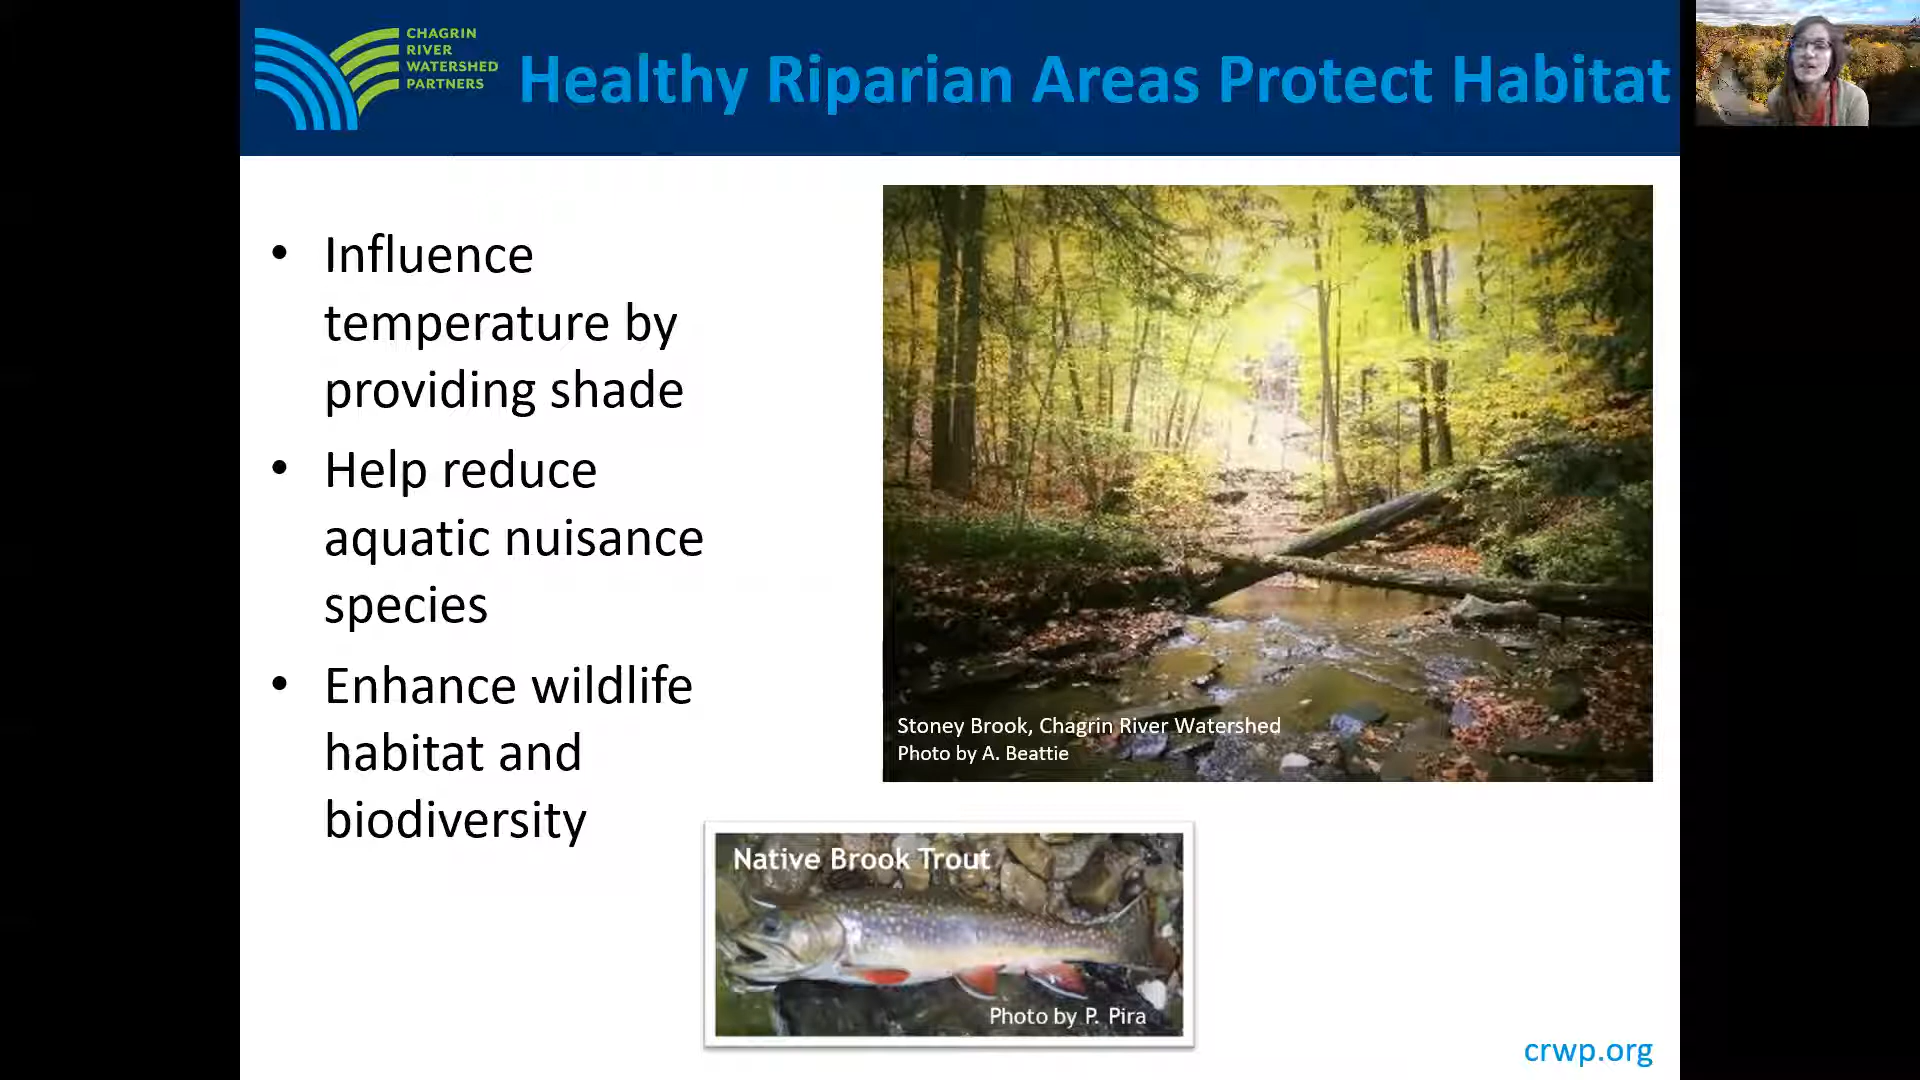 CHAGRIN
RIVER
WATERSHED
PARTNERS
Healthy Riparian Areas Protect Habitat
• Influence
temperature by
providing shade
• Help reduce
aquatic nuisance
species
• Enhance wildlife
habitat and
biodiversity
Stoney Brook, Chagrin River Watershed
Photo by A. Beattie
Native Brook Trout
Photo by P. Pira
crwp.org